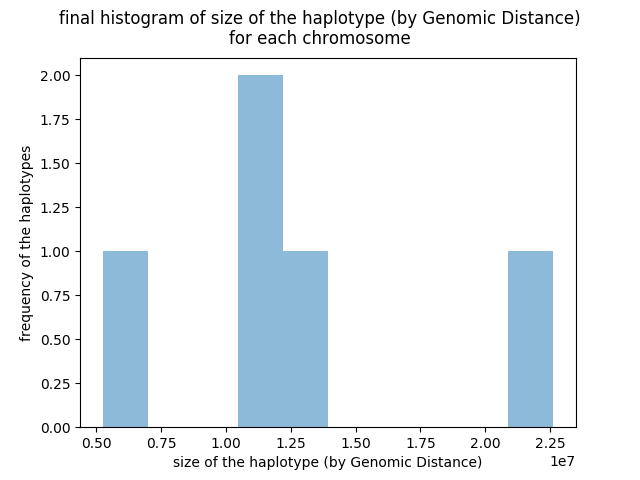 final histogram of size of the haplotype (by Genomic Distance)
for each chromosome
frequency of the haplotypes
2.00
1.75
1.50
1.25
1.00
0.75
0.50
0.25
0.00
0.50 0.75 1.00 1.25 1.50 1.75 2.00 2.25
1e7
size of the haplotype (by Genomic Distance)